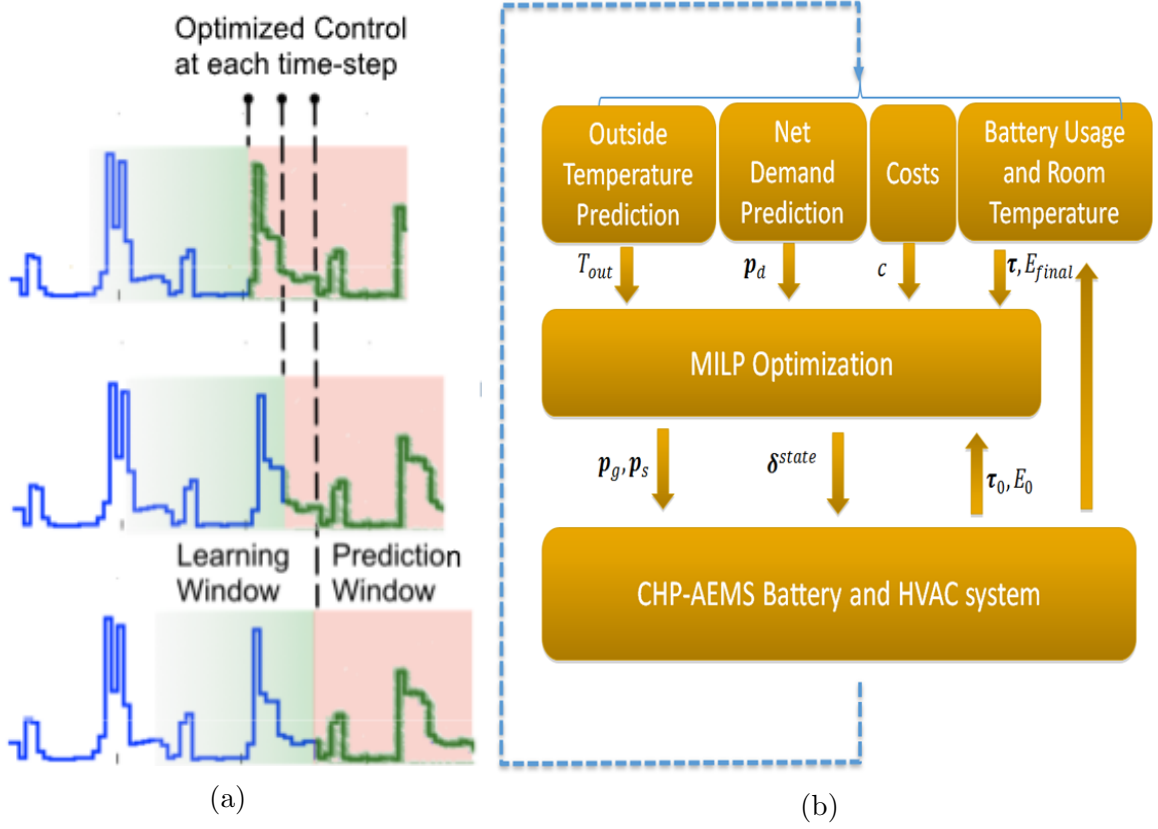 Optimized Control
at each time-step
Learning
Window
Prediction
Window
(a)
Outside
Temperature
Prediction
Net
Demand
Prediction
Costs
Battery Usage
and Room
Temperature
T_out
p_d
c
τ, E_final
MILP Optimization
p_g, p_s
δ^state
τ_0, E_0
CHP-AEMS Battery and HVAC system
(b)